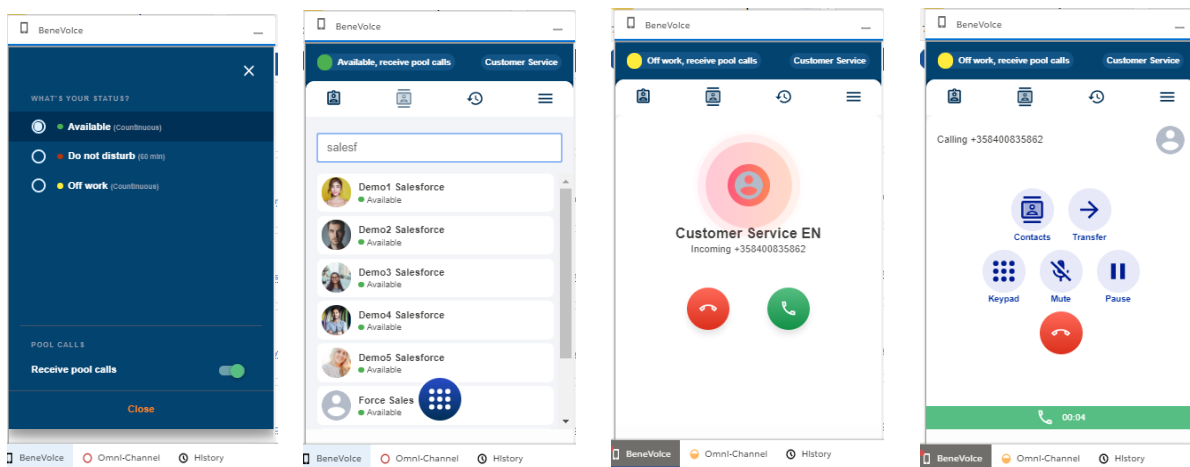 BeneVoice
WHAT'S YOUR STATUS?
Available (Countinuous)
Do not disturb (60 min)
Off work (Countinuous)
POOL CALLS
Receive pool calls
Close
BeneVoice Omni-Channel History
BeneVoice
Available, receive pool calls Customer Service
salesf
Demo1 Salesforce
Available
Demo2 Salesforce
Available
Demo3 Salesforce
Available
Demo4 Salesforce
Available
Demo5 Salesforce
Available
Force Sales
Available
BeneVoice Omni-Channel History
BeneVoice
Off work, receive pool calls Customer Service
Customer Service EN
Incoming +358400835862
BeneVoice Omni-Channel History
BeneVoice
Off work, receive pool calls Customer Service
Calling +358400835862
Contacts Transfer
Keypad Mute Pause
00:04
BeneVoice Omni-Channel History